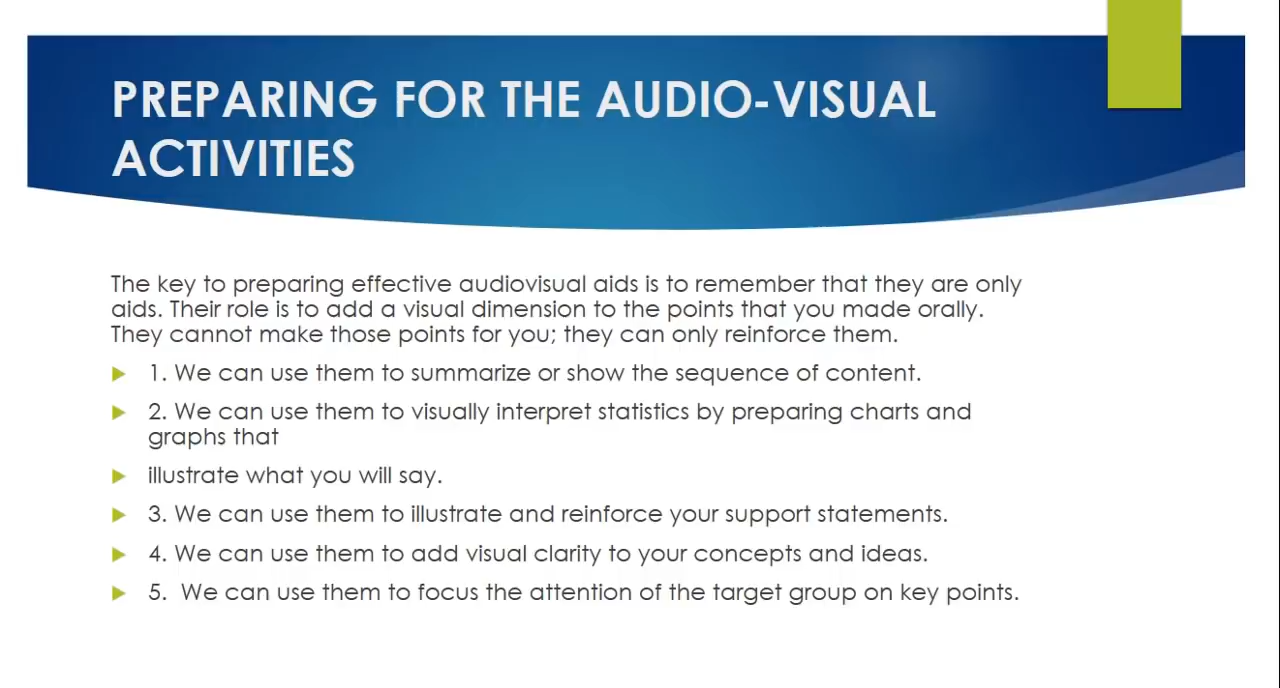 PREPARING FOR THE AUDIO-VISUAL
ACTIVITIES
The key to preparing effective audiovisual aids is to remember that they are only
aids. Their role is to add a visual dimension to the points that you made orally.
They cannot make those points for you; they can only reinforce them.
1. We can use them to summarize or show the sequence of content.
2. We can use them to visually interpret statistics by preparing charts and
graphs that
illustrate what you will say.
3. We can use them to illustrate and reinforce your support statements.
4. We can use them to add visual clarity to your concepts and ideas.
5.  We can use them to focus the attention of the target group on key points.